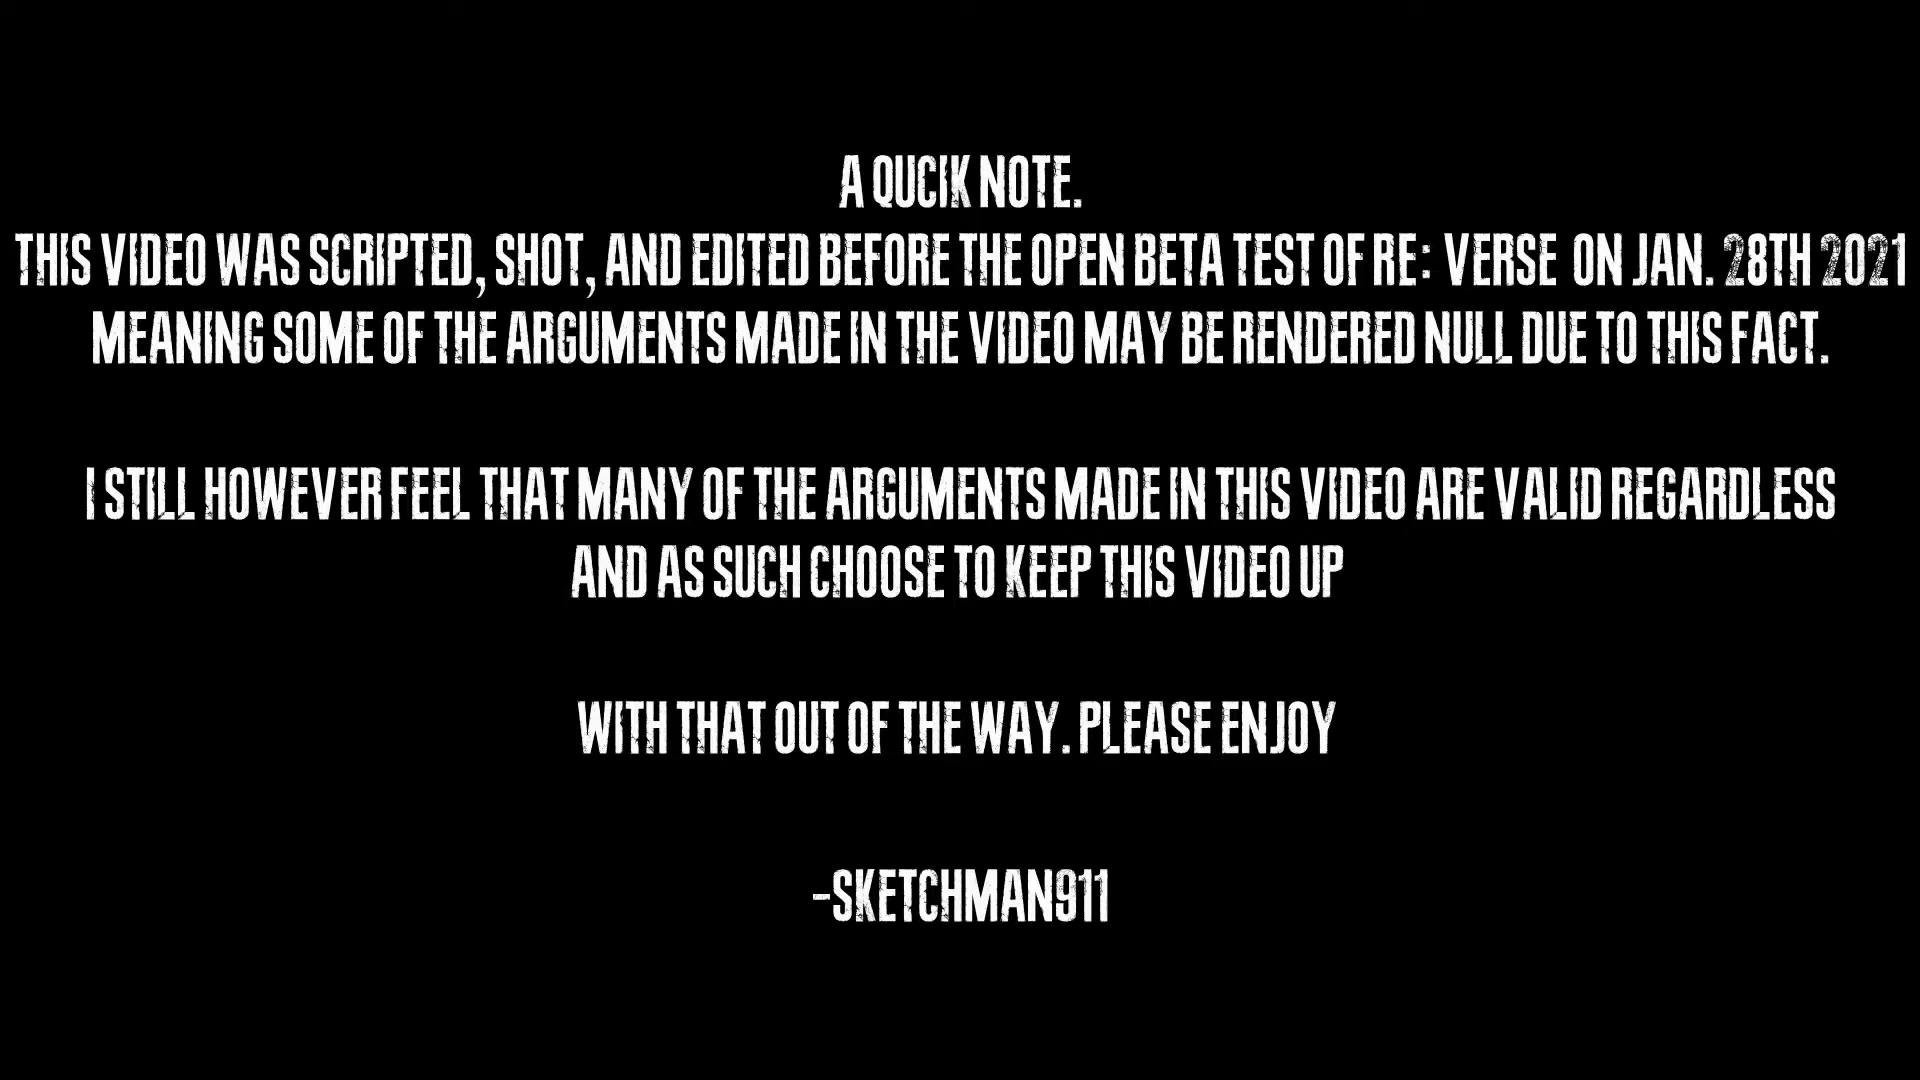 A QUCIK NOTE.
THIS VIDEO WAS SCRIPTED, SHOT, AND EDITED BEFORE THE OPEN BETA TEST OF RE: VERSE ON JAN. 28TH 2021
MEANING SOME OF THE ARGUMENTS MADE IN THE VIDEO MAY BE RENDERED NULL DUE TO THIS FACT.
I STILL HOWEVER FEEL THAT MANY OF THE ARGUMENTS MADE IN THIS VIDEO ARE VALID REGARDLESS
AND AS SUCH CHOOSE TO KEEP THIS VIDEO UP
WITH THAT OUT OF THE WAY. PLEASE ENJOY
-SKETCHMAN911